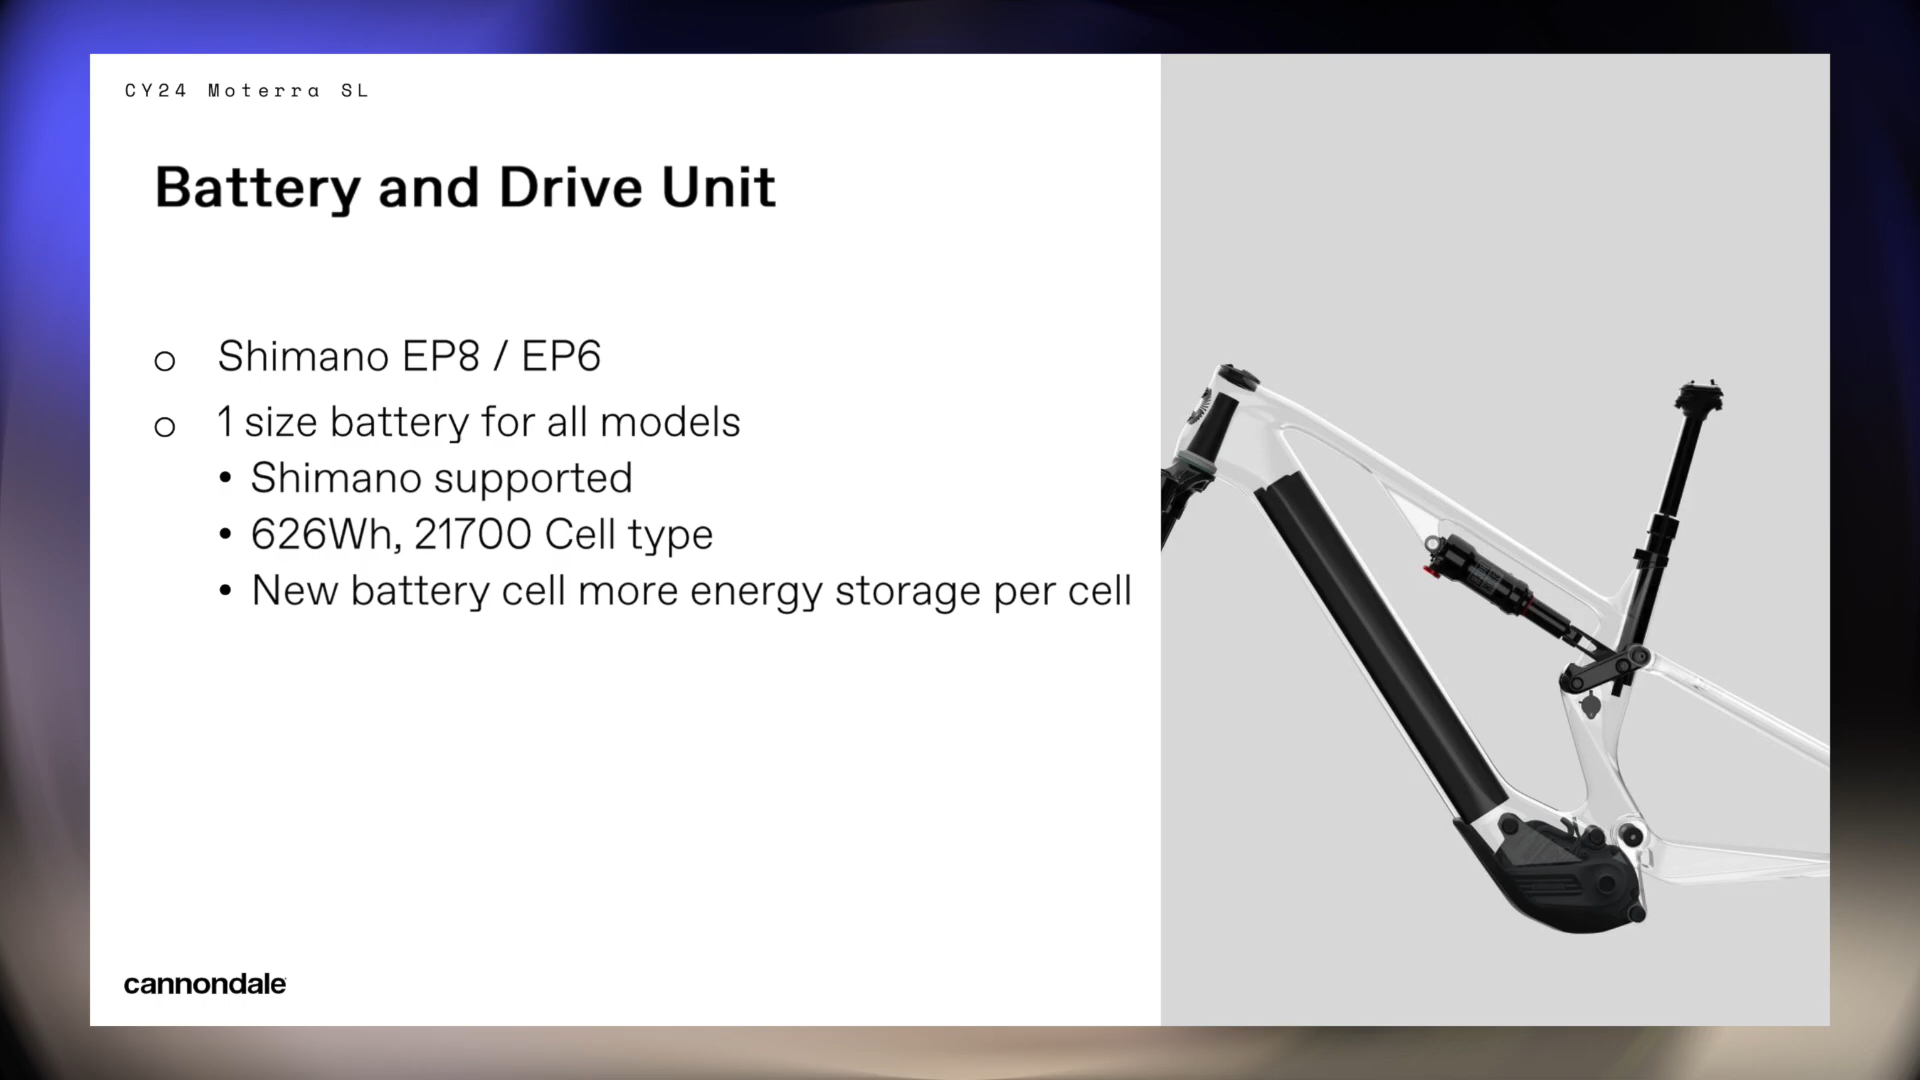 CY24 Moterra SL
Battery and Drive Unit
Shimano EP8 / EP6
1 size battery for all models
Shimano supported
626Wh, 21700 Cell type
New battery cell more energy storage per cell
cannondale